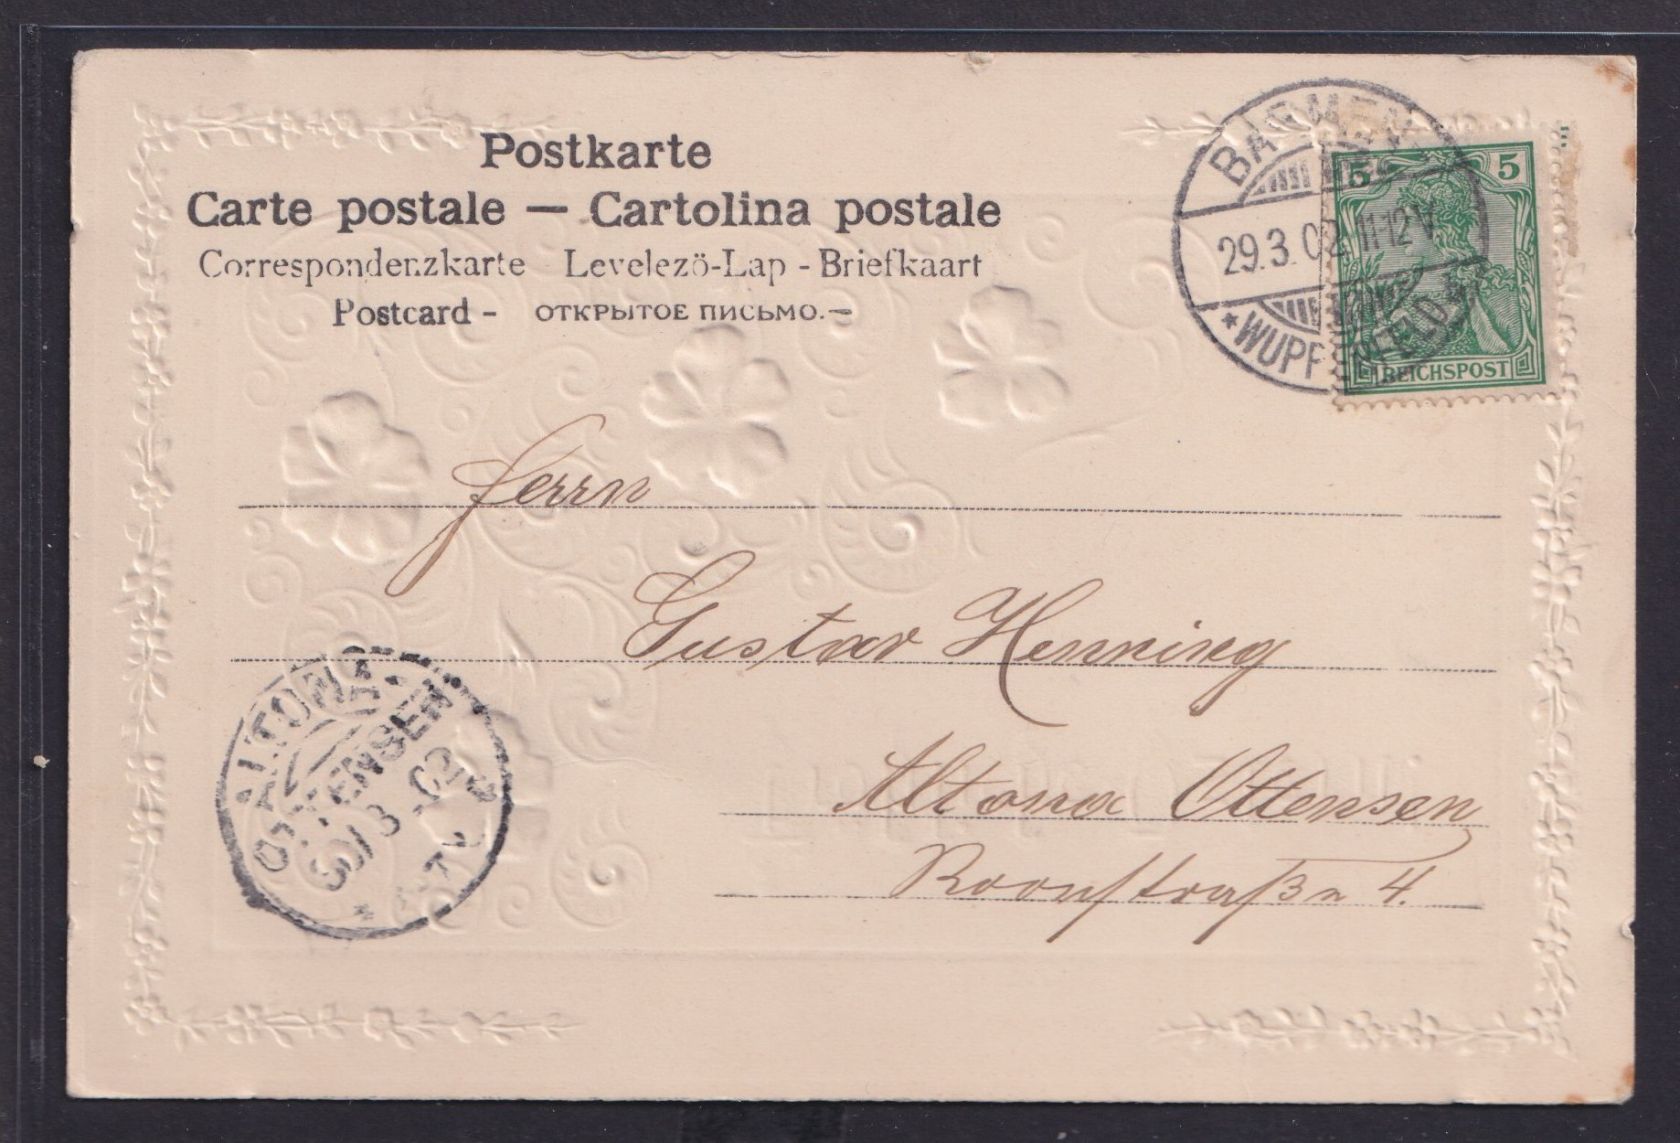 Postkarte
Carte postale — Cartolina postale
Correspondenzkarte Levelezö-Lap - Briefkaart
Postcard - ОТКРЫТОЕ ПИСЬМО.—
BARMEN
29.3.02 11-12 V
* WUPPERFELD
5 5
REICHSPOST
Herrn
Gustav Henning
Altona Ottensen
Roonstraße 4.
ALTONA
OTTENSEN
30/3 02